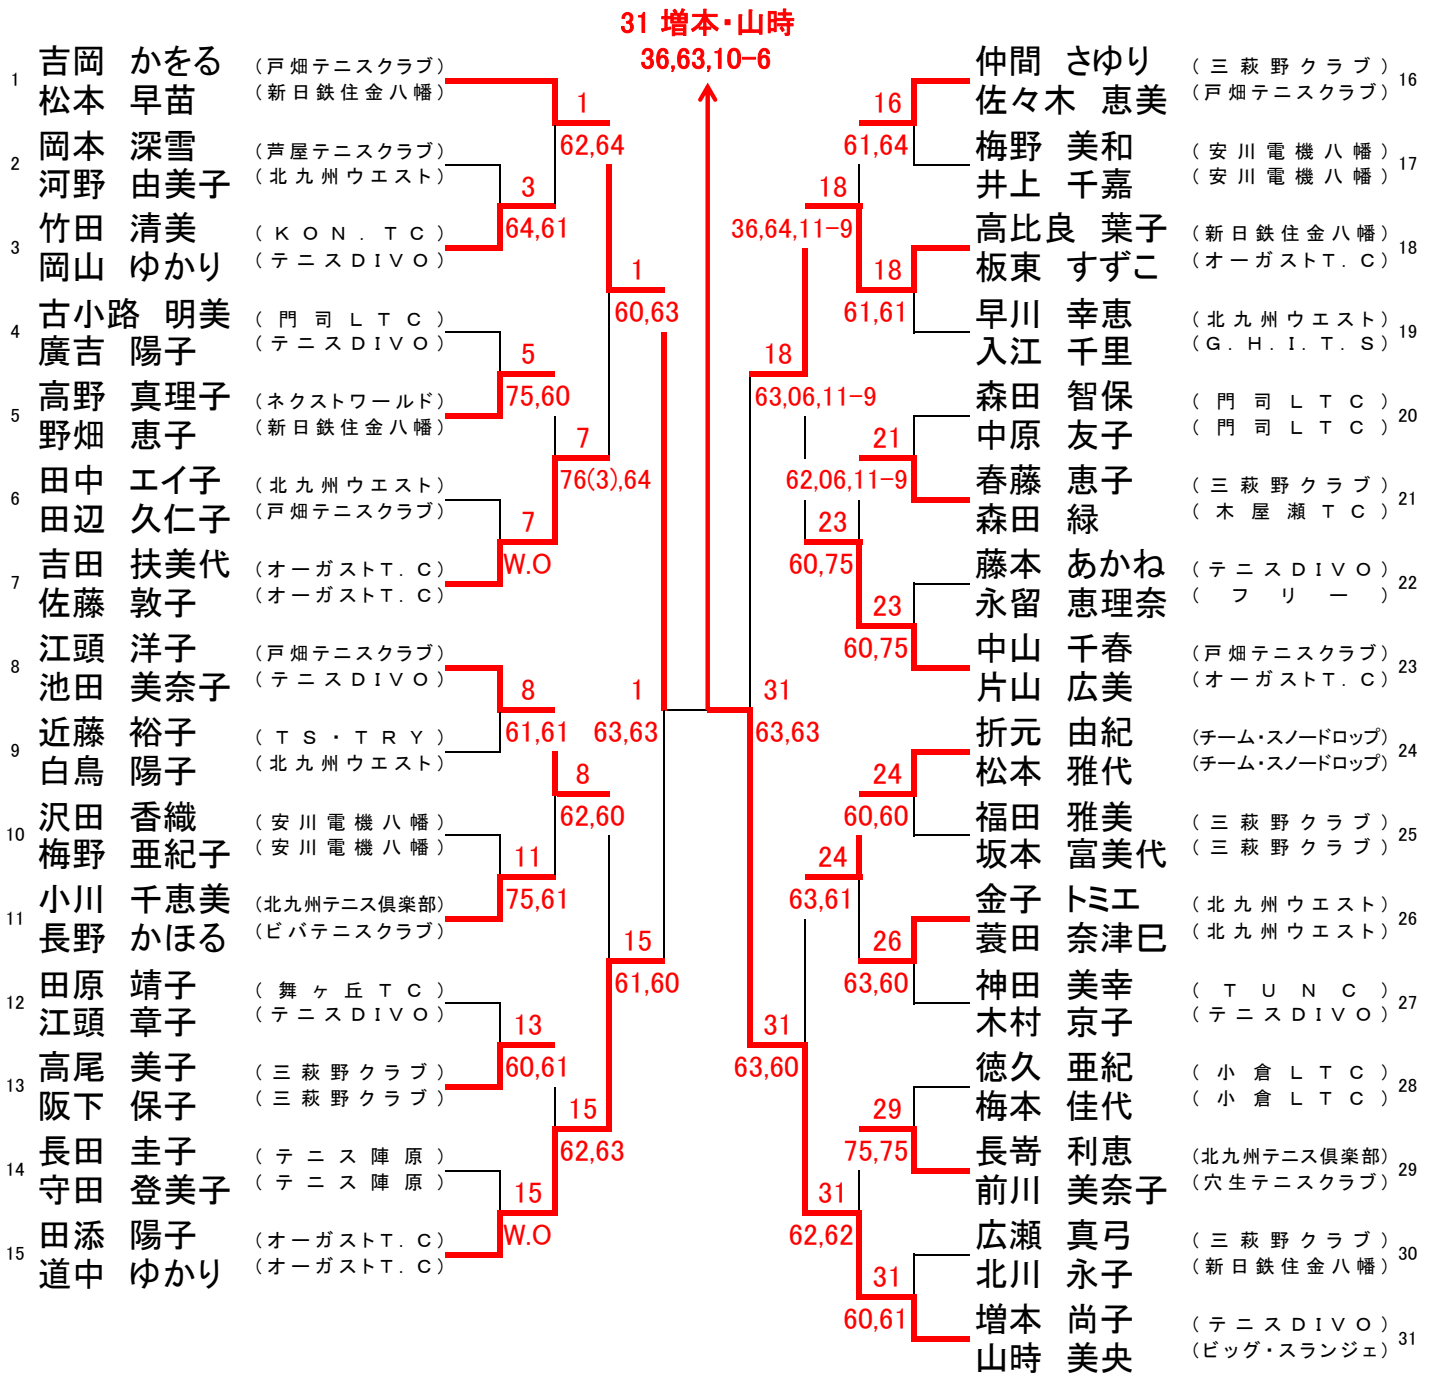 31 増本・山時
36,63,10-6
1 吉岡 かをる (戸畑テニスクラブ)
松本 早苗 (新日鉄住金八幡)
2 岡本 深雪 (芦屋テニスクラブ)
河野 由美子 (北九州ウエスト)
3 竹田 清美 (KON.TC)
岡山 ゆかり (テニスDIVO)
4 古小路 明美 (門司LTC)
廣吉 陽子 (テニスDIVO)
5 高野 真理子 (ネクストワールド)
野畑 恵子 (新日鉄住金八幡)
6 田中 エイ子 (北九州ウエスト)
田辺 久仁子 (戸畑テニスクラブ)
7 吉田 扶美代 (オーガストT.C)
佐藤 敦子 (オーガストT.C)
8 江頭 洋子 (戸畑テニスクラブ)
池田 美奈子 (テニスDIVO)
9 近藤 裕子 (TS・TRY)
白鳥 陽子 (北九州ウエスト)
10 沢田 香織 (安川電機八幡)
梅野 亜紀子 (安川電機八幡)
11 小川 千恵美 (北九州テニス倶楽部)
長野 かほる (ビバテニスクラブ)
12 田原 靖子 (舞ヶ丘TC)
江頭 章子 (テニスDIVO)
13 高尾 美子 (三萩野クラブ)
阪下 保子 (三萩野クラブ)
14 長田 圭子 (テニス陣原)
守田 登美子 (テニス陣原)
15 田添 陽子 (オーガストT.C)
道中 ゆかり (オーガストT.C)
1
62,64
3
64,61
1
60,63
5
75,60
7
76(3),64
7
W.O
8
61,61
1
63,63
8
62,60
11
75,61
15
61,60
13
60,61
15
62,63
15
W.O
16
61,64
18
36,64,11-9
18
61,61
18
63,06,11-9
21
62,06,11-9
23
60,75
23
60,75
31
63,63
24
60,60
24
63,61
26
63,60
31
63,60
29
75,75
31
62,62
31
60,61
仲間 さゆり (三萩野クラブ) 16
佐々木 恵美 (戸畑テニスクラブ)
梅野 美和 (安川電機八幡) 17
井上 千嘉 (安川電機八幡)
高比良 葉子 (新日鉄住金八幡) 18
板東 すずこ (オーガストT.C)
早川 幸恵 (北九州ウエスト) 19
入江 千里 (G.H.I.T.S)
森田 智保 (門司LTC) 20
中原 友子 (門司LTC)
春藤 恵子 (三萩野クラブ) 21
森田 緑 (木屋瀬TC)
藤本 あかね (テニスDIVO) 22
永留 恵理奈 (フリー)
中山 千春 (戸畑テニスクラブ) 23
片山 広美 (オーガストT.C)
折元 由紀 (チーム・スノードロップ) 24
松本 雅代 (チーム・スノードロップ)
福田 雅美 (三萩野クラブ) 25
坂本 富美代 (三萩野クラブ)
金子 トミエ (北九州ウエスト) 26
蓑田 奈津巳 (北九州ウエスト)
神田 美幸 (TUNC) 27
木村 京子 (テニスDIVO)
徳久 亜紀 (小倉LTC) 28
梅本 佳代 (小倉LTC)
長嵜 利恵 (北九州テニス倶楽部) 29
前川 美奈子 (穴生テニスクラブ)
広瀬 真弓 (三萩野クラブ) 30
北川 永子 (新日鉄住金八幡)
増本 尚子 (テニスDIVO) 31
山時 美央 (ビッグ・スランジェ)